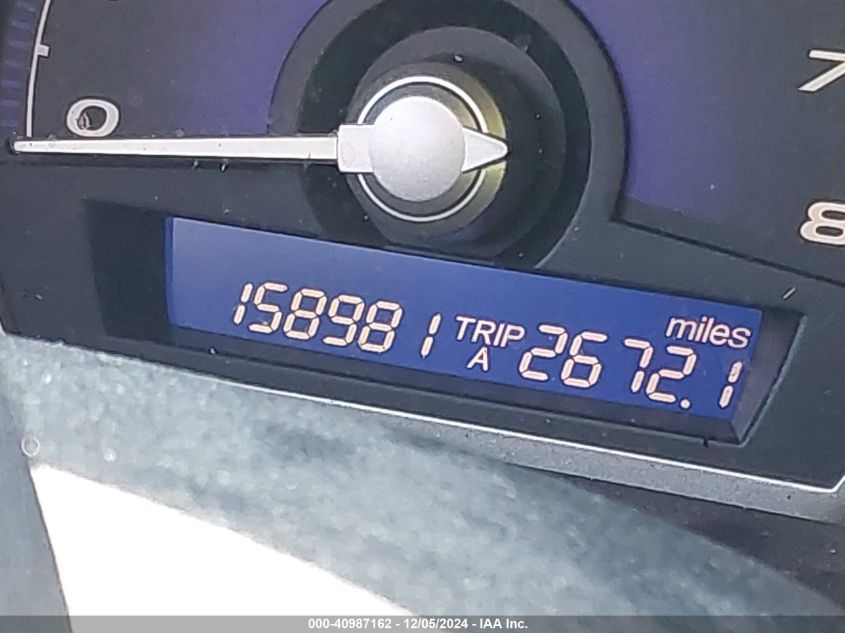 0
7
8
miles
158981 TRIP A 2672.1
000-40987162 - 12/05/2024 - IAA Inc.